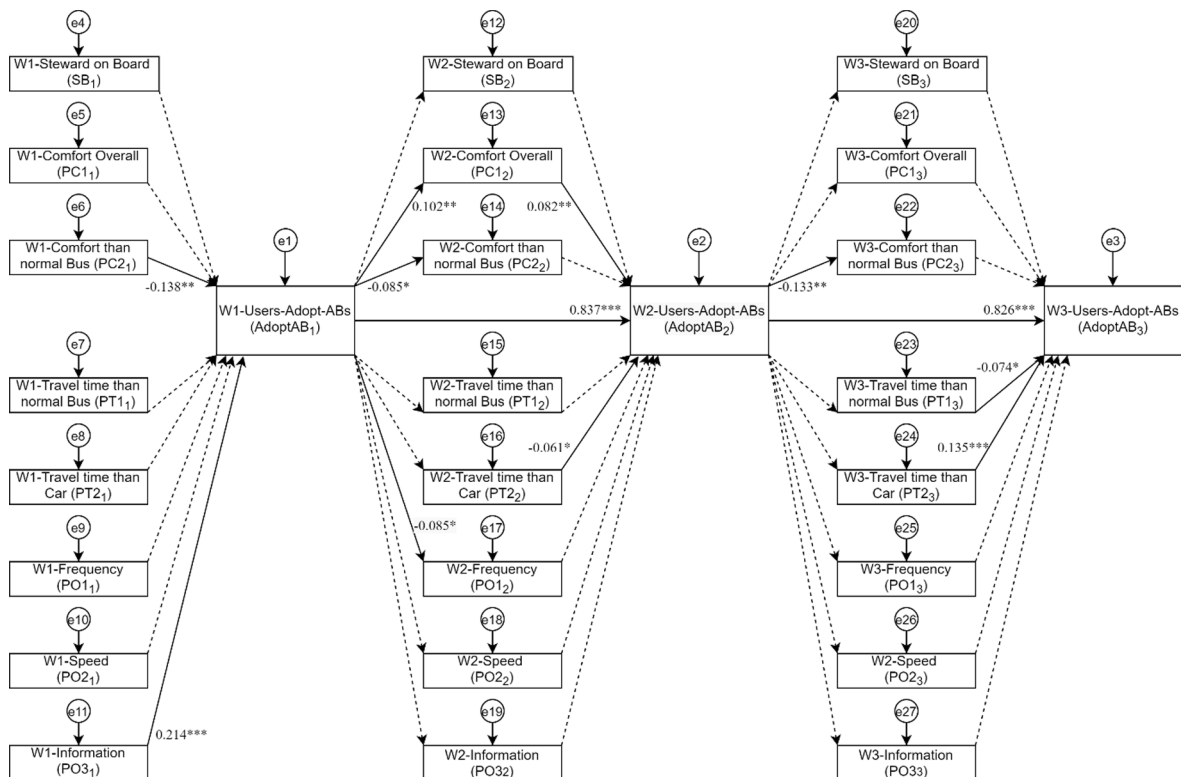 e4
W1-Steward on Board
(SB1)
e5
W1-Comfort Overall
(PC11)
e6
W1-Comfort than
normal Bus (PC21)
-0.138**
e1
W1-Users-Adopt-ABs
(AdoptAB1)
e7
W1-Travel time than
normal Bus (PT11)
e8
W1-Travel time than
Car (PT21)
e9
W1-Frequency
(PO11)
e10
W1-Speed
(PO21)
e11
W1-Information
(PO31)
0.214***
e12
W2-Steward on Board
(SB2)
e13
W2-Comfort Overall
(PC12)
0.102**
0.082**
e14
W2-Comfort than
normal Bus (PC22)
-0.085*
0.837***
e2
W2-Users-Adopt-ABs
(AdoptAB2)
e15
W2-Travel time than
normal Bus (PT12)
e16
-0.061*
W2-Travel time than
Car (PT22)
-0.085*
e17
W2-Frequency
(PO12)
e18
W2-Speed
(PO22)
e19
W2-Information
(PO32)
e20
W3-Steward on Board
(SB3)
e21
W3-Comfort Overall
(PC13)
e22
W3-Comfort than
normal Bus (PC23)
-0.133**
0.826***
e3
W3-Users-Adopt-ABs
(AdoptAB3)
e23
-0.074*
W3-Travel time than
normal Bus (PT13)
e24
0.135***
W3-Travel time than
Car (PT23)
e25
W3-Frequency
(PO13)
e26
W2-Speed
(PO23)
e27
W3-Information
(PO33)